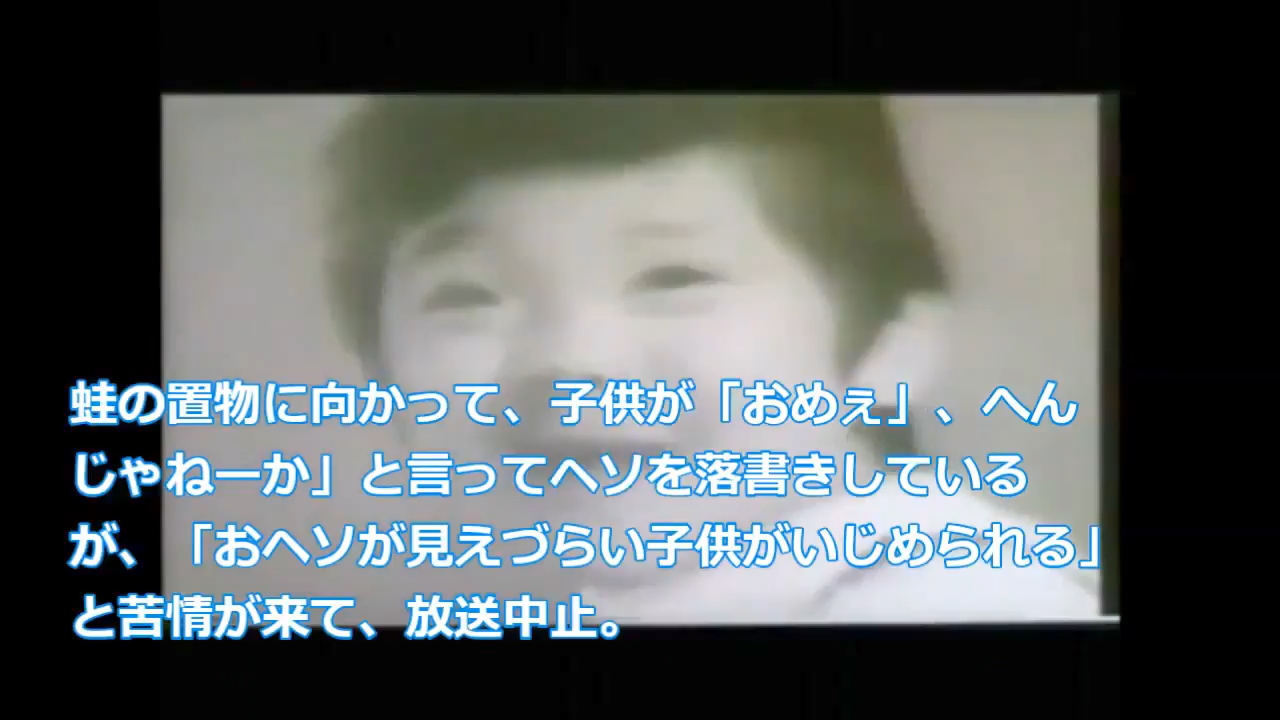 蛙の置物に向かって、子供が「おめぇ」、へん
じゃねーか」と言ってヘソを落書きしている
が、「おヘソが見えづらい子供がいじめられる」
と苦情が来て、放送中止。